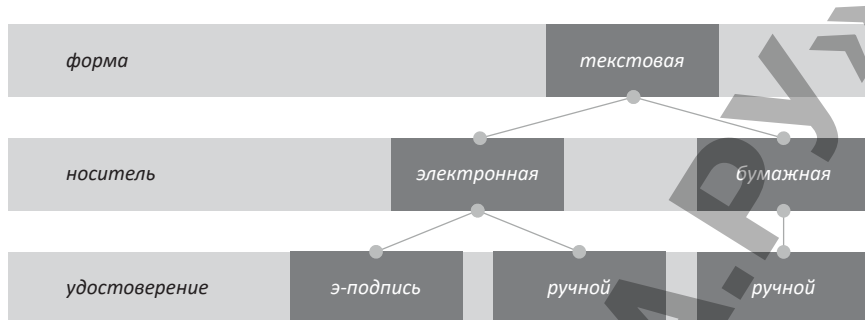 форма текстовая
носитель электронная бумажная
удостоверение э-подпись ручной ручной